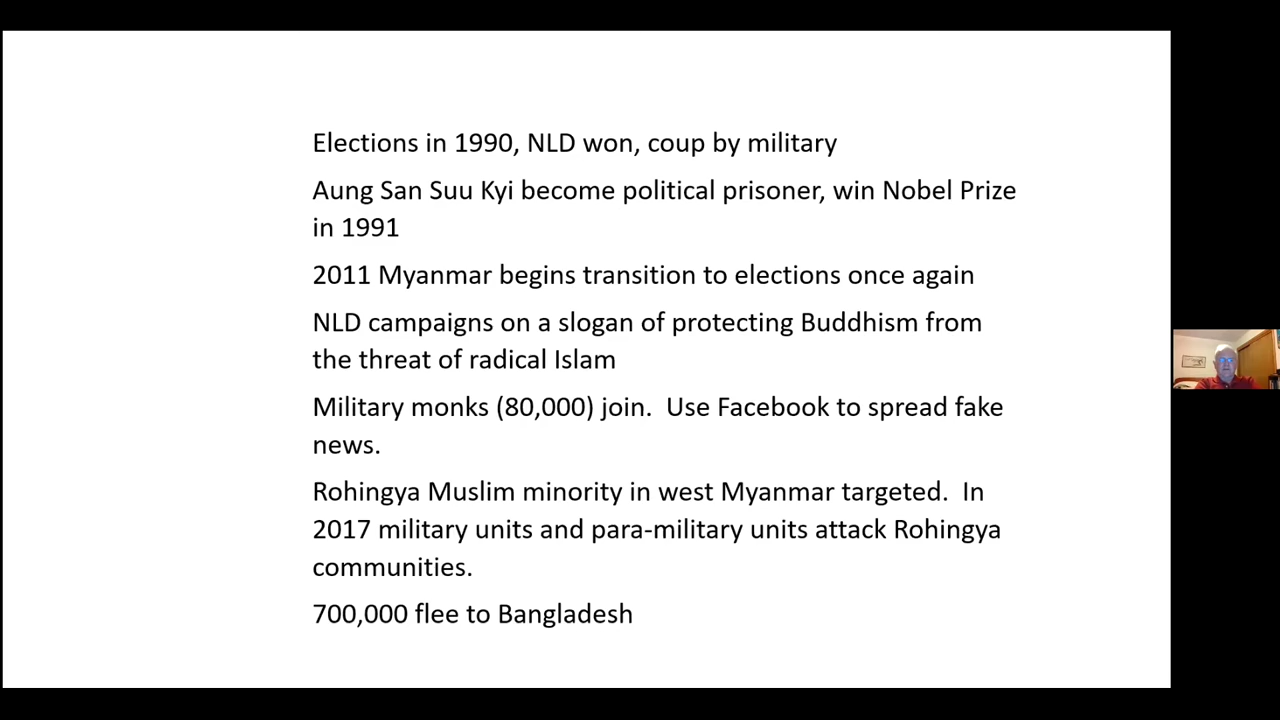 Elections in 1990, NLD won, coup by military
Aung San Suu Kyi become political prisoner, win Nobel Prize
in 1991
2011 Myanmar begins transition to elections once again
NLD campaigns on a slogan of protecting Buddhism from
the threat of radical Islam
Military monks (80,000) join.  Use Facebook to spread fake
news.
Rohingya Muslim minority in west Myanmar targeted.  In
2017 military units and para-military units attack Rohingya
communities.
700,000 flee to Bangladesh